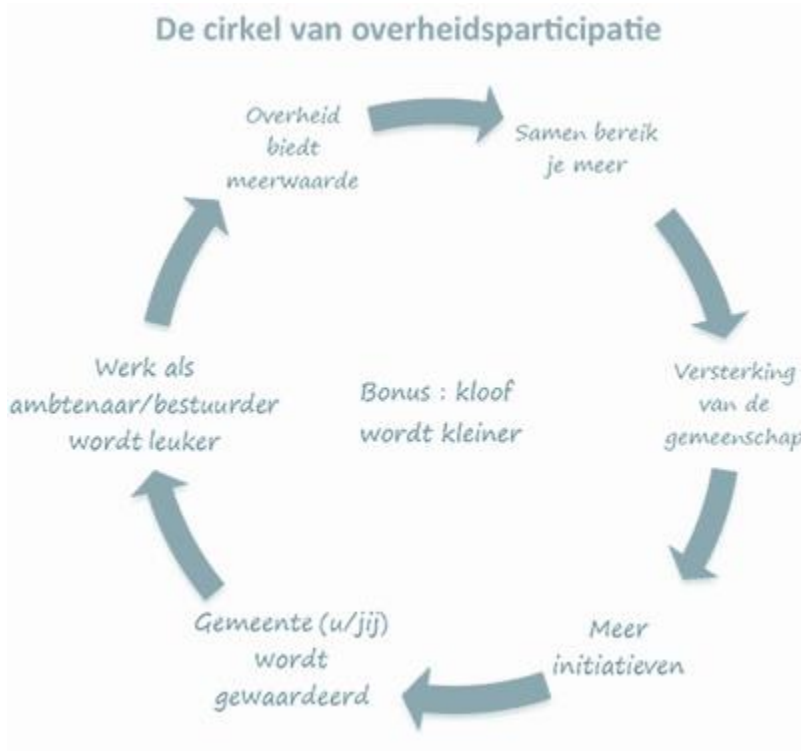 De cirkel van overheidsparticipatie
Overheid
biedt
meerwaarde
Samen bereik
je meer
Versterking
van de
gemeenschap
Meer
initiatieven
Gemeente (u/jij)
wordt
gewaardeerd
Werk als
ambtenaar/bestuurder
wordt leuker
Bonus : kloof
wordt kleiner